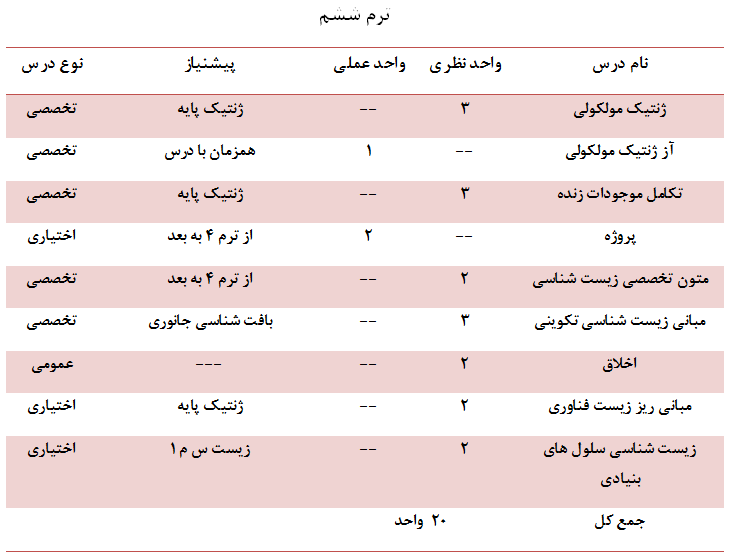 ترم ششم
نام درس واحد نظری واحد عملی پیشنیاز نوع درس
ژنتیک مولکولی ۳ -- ژنتیک پایه تخصصی
آز ژنتیک مولکولی -- ۱ همزمان با درس تخصصی
تکامل موجودات زنده ۳ -- ژنتیک پایه تخصصی
پروژه -- ۲ از ترم ۴ به بعد اختیاری
متون تخصصی زیست شناسی ۲ -- از ترم ۴ به بعد تخصصی
مبانی زیست شناسی تکوینی ۳ -- بافت شناسی جانوری تخصصی
اخلاق ۲ -- --- عمومی
مبانی ریز زیست فناوری ۲ -- ژنتیک پایه اختیاری
زیست شناسی سلول های ۲ -- زیست س م۱ اختیاری
بنیادی
جمع کل ۲۰ واحد